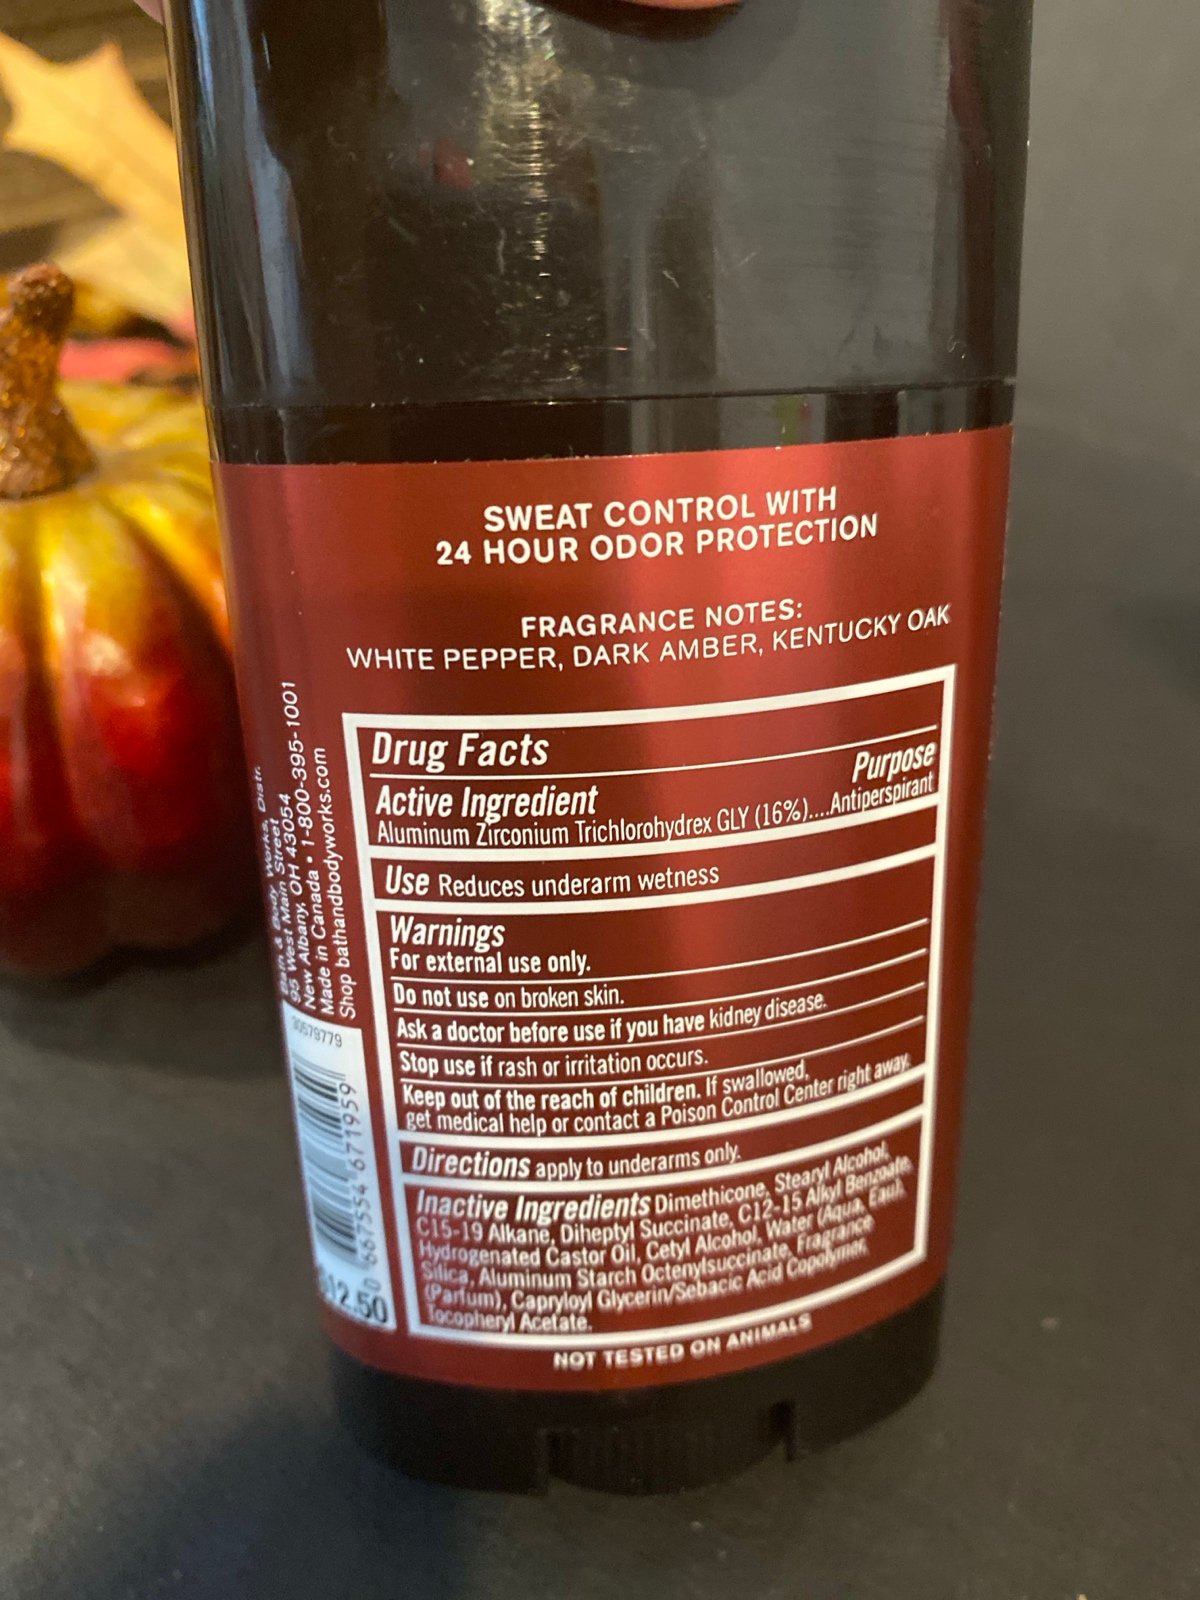 SWEAT CONTROL WITH
24 HOUR ODOR PROTECTION
FRAGRANCE NOTES:
WHITE PEPPER, DARK AMBER, KENTUCKY OAK
Drug Facts
Active Ingredient Purpose
Aluminum Zirconium Trichlorohydrex GLY (16%)....Antiperspirant
Use Reduces underarm wetness
Warnings
For external use only.
Do not use on broken skin.
Ask a doctor before use if you have kidney disease.
Stop use if rash or irritation occurs.
Keep out of the reach of children. If swallowed,
get medical help or contact a Poison Control Center right away.
Directions apply to underarms only.
Inactive Ingredients Dimethicone, Stearyl Alcohol,
C15-19 Alkane, Diheptyl Succinate, C12-15 Alkyl Benzoate,
Hydrogenated Castor Oil, Cetyl Alcohol, Water (Aqua, Eau),
Silica, Aluminum Starch Octenylsuccinate, Fragrance
(Parfum), Capryloyl Glycerin/Sebacic Acid Copolymer,
Tocopheryl Acetate.
NOT TESTED ON ANIMALS
Bath & Body Works, Distr.
95 West Main Street
New Albany, OH 43054
Made in Canada • 1-800-395-1001
Shop bathandbodyworks.com
30679779
667554 671959
$12.50